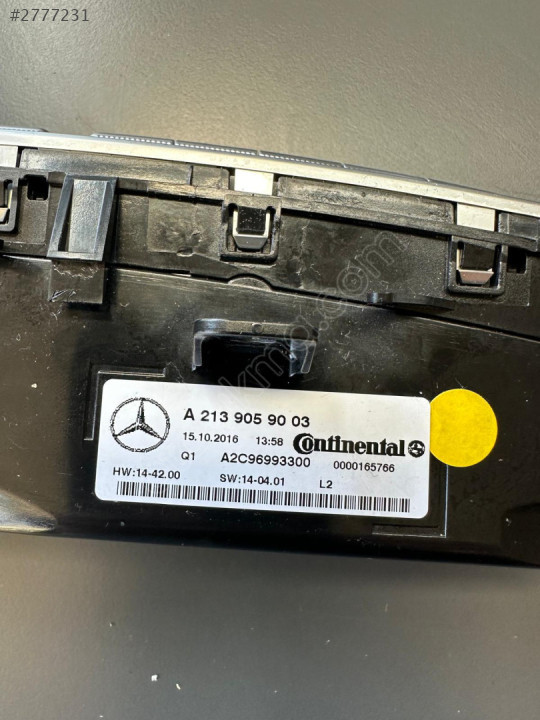 #2777231
A 213 905 90 03
15.10.2016 13:58 Continental
Q1 A2C96993300 0000165766
HW:14-42.00 SW:14-04.01 L2